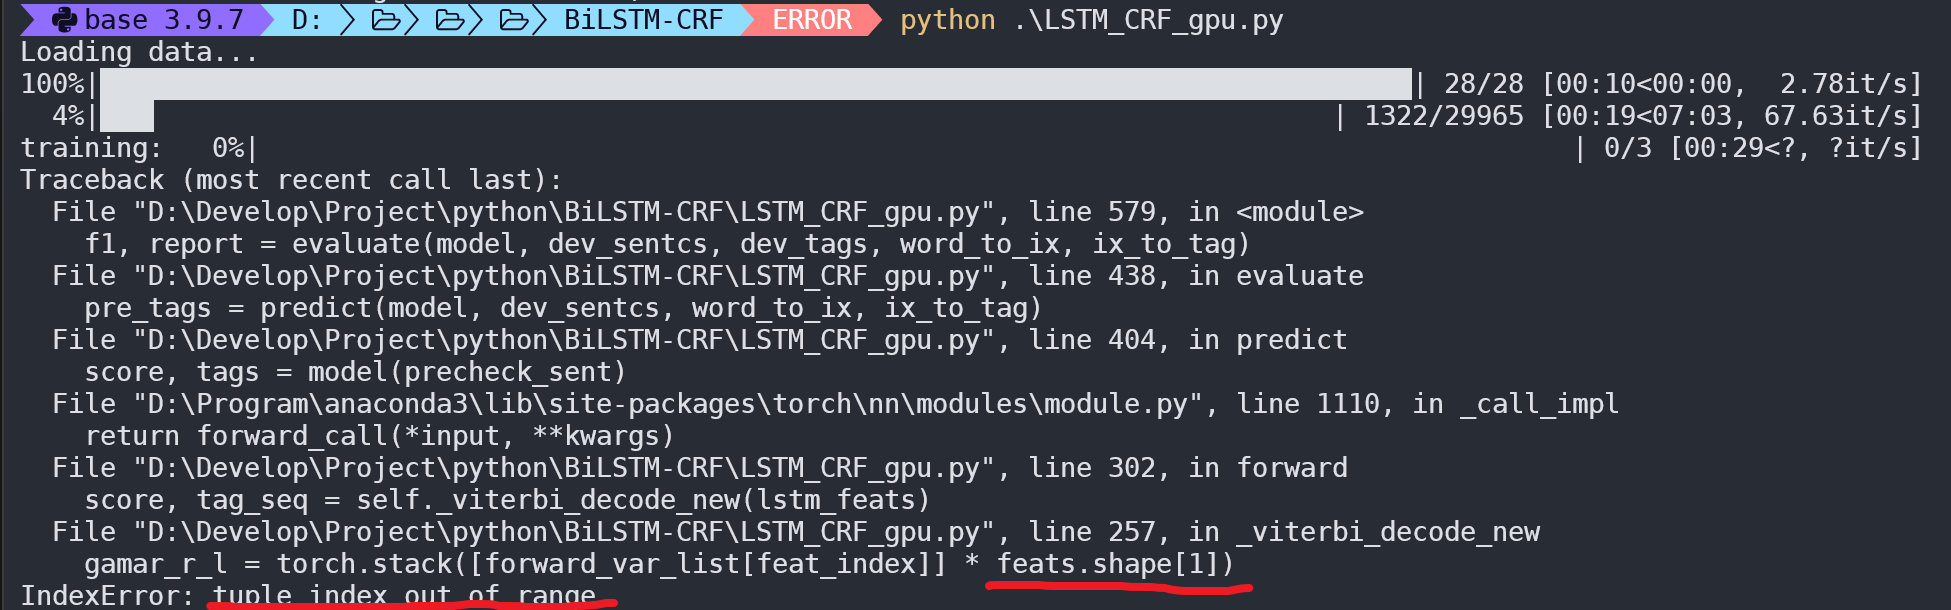 base 3.9.7 D: BiLSTM-CRF ERROR python .\LSTM_CRF_gpu.py
Loading data...
100%| | 28/28 [00:10<00:00, 2.78it/s]
4%| | 1322/29965 [00:19<07:03, 67.63it/s]
training: 0%| | 0/3 [00:29<?, ?it/s]
Traceback (most recent call last):
File "D:\Develop\Project\python\BiLSTM-CRF\LSTM_CRF_gpu.py", line 579, in <module>
f1, report = evaluate(model, dev_sentcs, dev_tags, word_to_ix, ix_to_tag)
File "D:\Develop\Project\python\BiLSTM-CRF\LSTM_CRF_gpu.py", line 438, in evaluate
pre_tags = predict(model, dev_sentcs, word_to_ix, ix_to_tag)
File "D:\Develop\Project\python\BiLSTM-CRF\LSTM_CRF_gpu.py", line 404, in predict
score, tags = model(precheck_sent)
File "D:\Program\anaconda3\lib\site-packages\torch\nn\modules\module.py", line 1110, in _call_impl
return forward_call(*input, **kwargs)
File "D:\Develop\Project\python\BiLSTM-CRF\LSTM_CRF_gpu.py", line 302, in forward
score, tag_seq = self._viterbi_decode_new(lstm_feats)
File "D:\Develop\Project\python\BiLSTM-CRF\LSTM_CRF_gpu.py", line 257, in _viterbi_decode_new
gamar_r_l = torch.stack([forward_var_list[feat_index]] * feats.shape[1])
IndexError: tuple index out of range